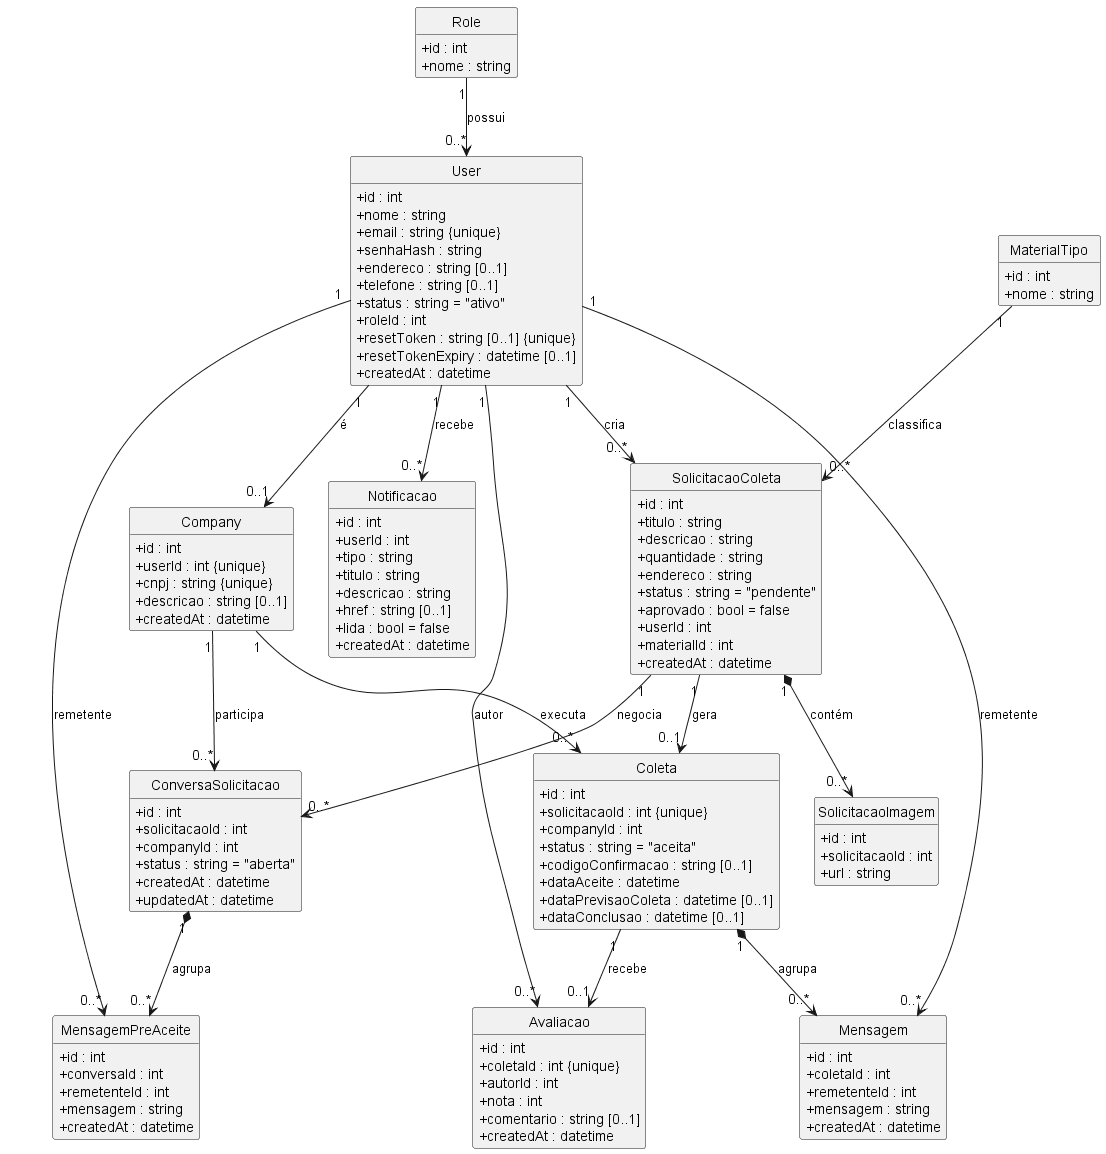 Role
+id : int
+nome : string
1
possui
0..*
User
+id : int
+nome : string
+email : string {unique}
+senhaHash : string
+endereco : string [0..1]
+telefone : string [0..1]
+status : string = "ativo"
+roleId : int
+resetToken : string [0..1] {unique}
+resetTokenExpiry : datetime [0..1]
+createdAt : datetime
MaterialTipo
+id : int
+nome : string
1
1
1
1
1
1
1
é
recebe
cria
classifica
0..1
0..*
0..*
0..*
Company
+id : int
+userId : int {unique}
+cnpj : string {unique}
+descricao : string [0..1]
+createdAt : datetime
Notificacao
+id : int
+userId : int
+tipo : string
+titulo : string
+descricao : string
+href : string [0..1]
+lida : bool = false
+createdAt : datetime
SolicitacaoColeta
+id : int
+titulo : string
+descricao : string
+quantidade : string
+endereco : string
+status : string = "pendente"
+aprovado : bool = false
+userId : int
+materialId : int
+createdAt : datetime
1
1
1
1
1
remetente
participa
autor
executa
negocia
gera
contém
remetente
0..*
0..*
0..*
0..1
0..*
ConversaSolicitacao
+id : int
+solicitacaoId : int
+companyId : int
+status : string = "aberta"
+createdAt : datetime
+updatedAt : datetime
Coleta
+id : int
+solicitacaoId : int {unique}
+companyId : int
+status : string = "aceita"
+codigoConfirmacao : string [0..1]
+dataAceite : datetime
+dataPrevisaoColeta : datetime [0..1]
+dataConclusao : datetime [0..1]
SolicitacaoImagem
+id : int
+solicitacaoId : int
+url : string
1
1
1
agrupa
recebe
agrupa
0..*
0..*
0..*
0..1
0..*
0..*
MensagemPreAceite
+id : int
+conversaId : int
+remetenteId : int
+mensagem : string
+createdAt : datetime
Avaliacao
+id : int
+coletaId : int {unique}
+autorId : int
+nota : int
+comentario : string [0..1]
+createdAt : datetime
Mensagem
+id : int
+coletaId : int
+remetenteId : int
+mensagem : string
+createdAt : datetime